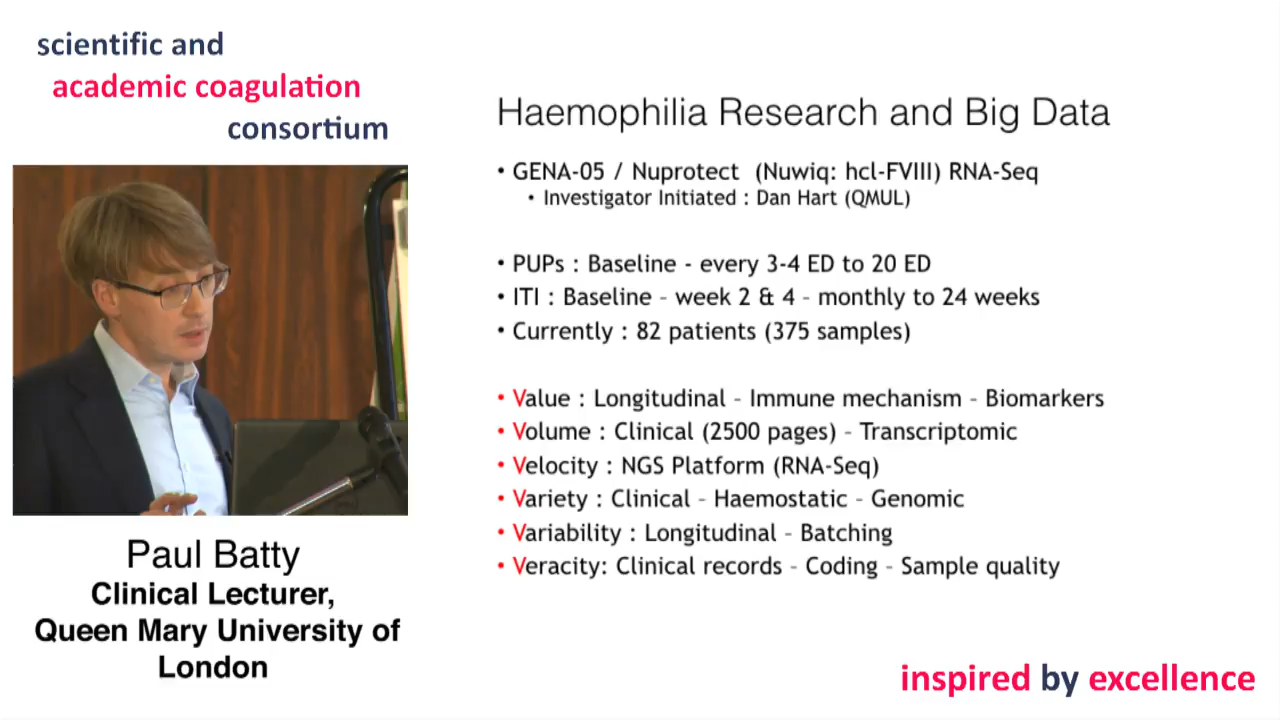 scientific and
academic coagulation
consortium
Paul Batty
Clinical Lecturer,
Queen Mary University of
London
Haemophilia Research and Big Data
• GENA-05 / Nuprotect (Nuwiq: hcl-FVIII) RNA-Seq
• Investigator Initiated : Dan Hart (QMUL)
• PUPs : Baseline - every 3-4 ED to 20 ED
• ITI : Baseline - week 2 & 4 - monthly to 24 weeks
• Currently : 82 patients (375 samples)
• Value : Longitudinal - Immune mechanism - Biomarkers
• Volume : Clinical (2500 pages) - Transcriptomic
• Velocity : NGS Platform (RNA-Seq)
• Variety : Clinical - Haemostatic - Genomic
• Variability : Longitudinal - Batching
• Veracity: Clinical records - Coding - Sample quality
inspired by excellence